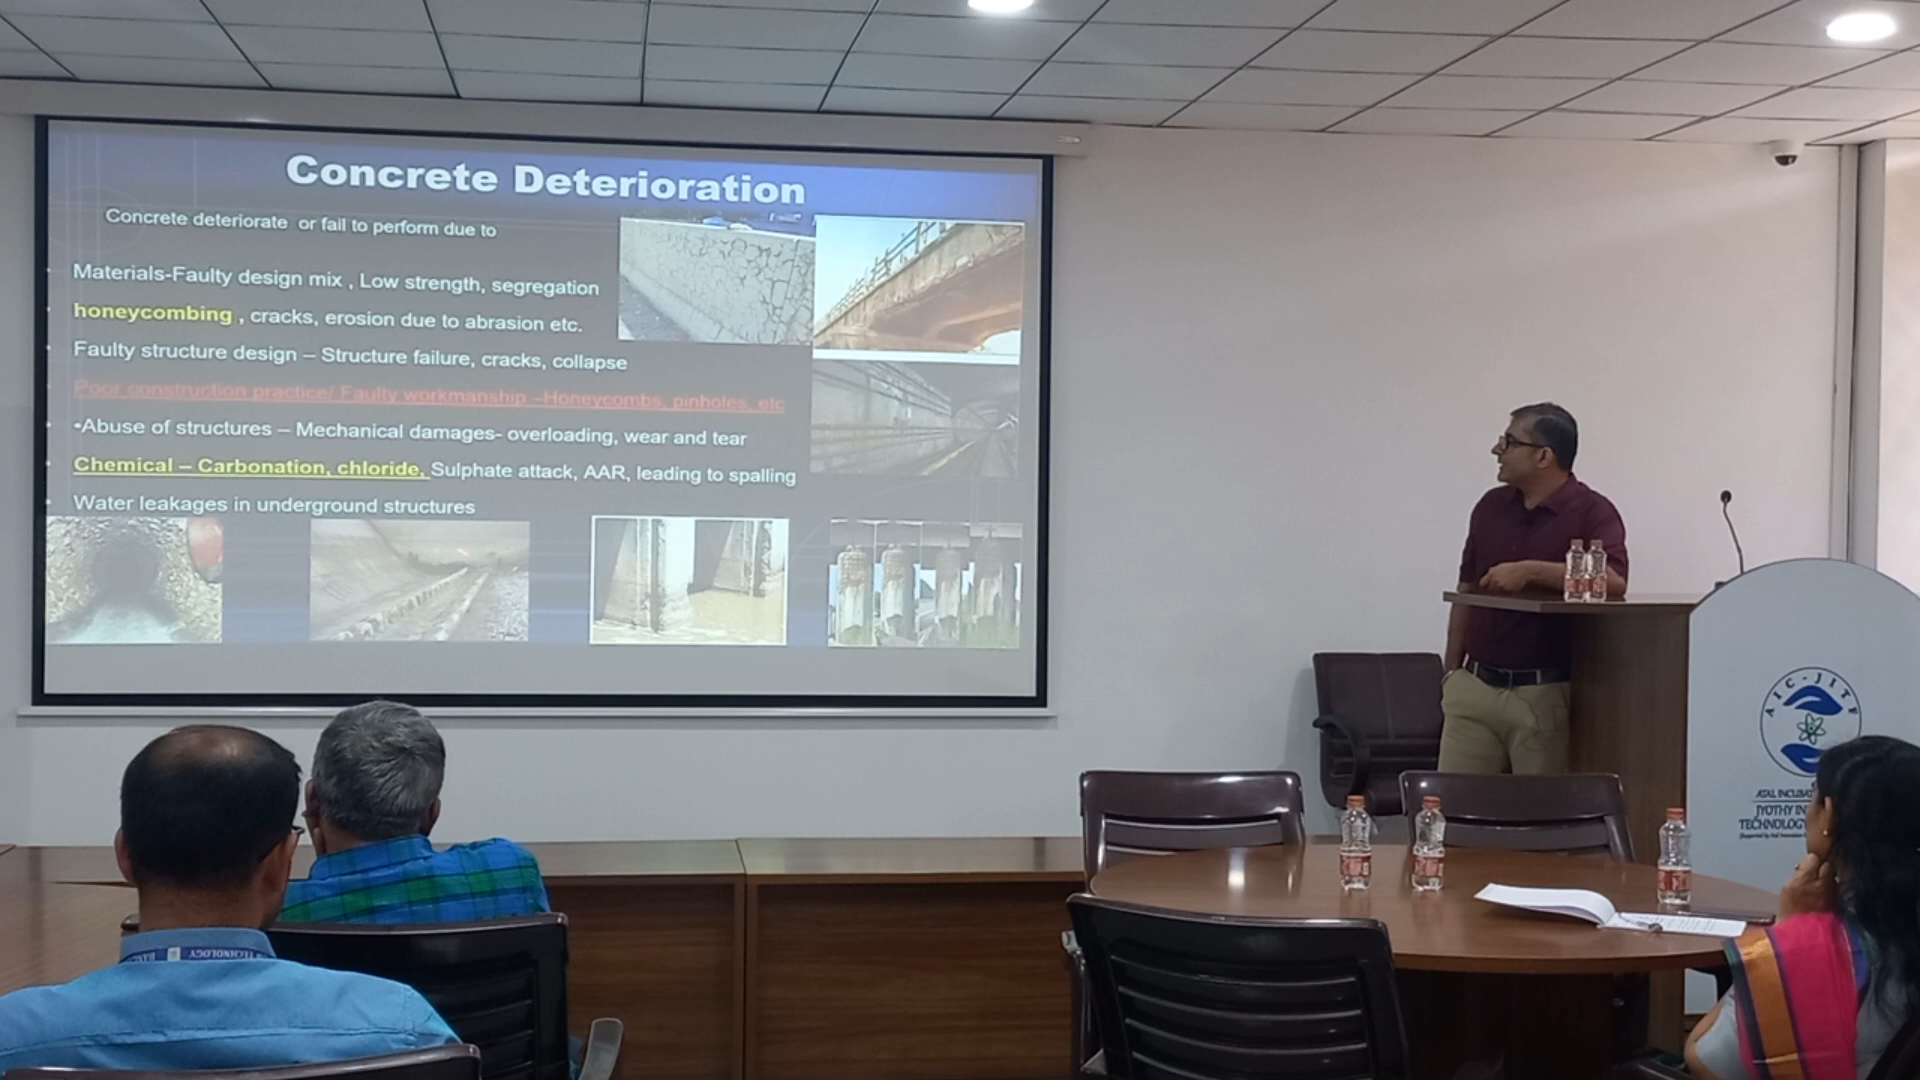 Concrete Deterioration
Concrete deteriorate or fail to perform due to
Materials-Faulty design mix , Low strength, segregation
honeycombing , cracks, erosion due to abrasion etc.
Faulty structure design – Structure failure, cracks, collapse
Poor construction practice/ Faulty workmanship –Honeycombs, pinholes, etc
•Abuse of structures – Mechanical damages- overloading, wear and tear
Chemical – Carbonation, chloride, Sulphate attack, AAR, leading to spalling
Water leakages in underground structures
AIC-JITF
ATAL
JYOTHY
TECHNOLOGY
TECHNOLOGY